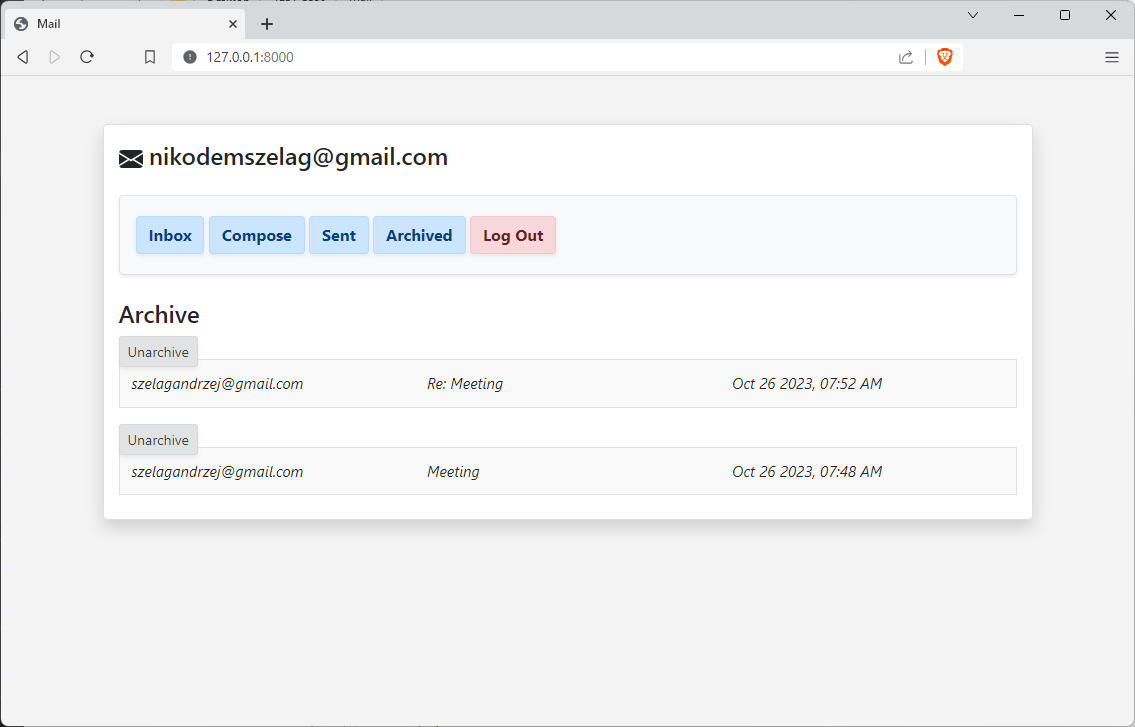 Mail
127.0.0.1:8000
nikodemszelag@gmail.com
Inbox Compose Sent Archived Log Out
Archive
Unarchive
szelagandrzej@gmail.com Re: Meeting Oct 26 2023, 07:52 AM
Unarchive
szelagandrzej@gmail.com Meeting Oct 26 2023, 07:48 AM